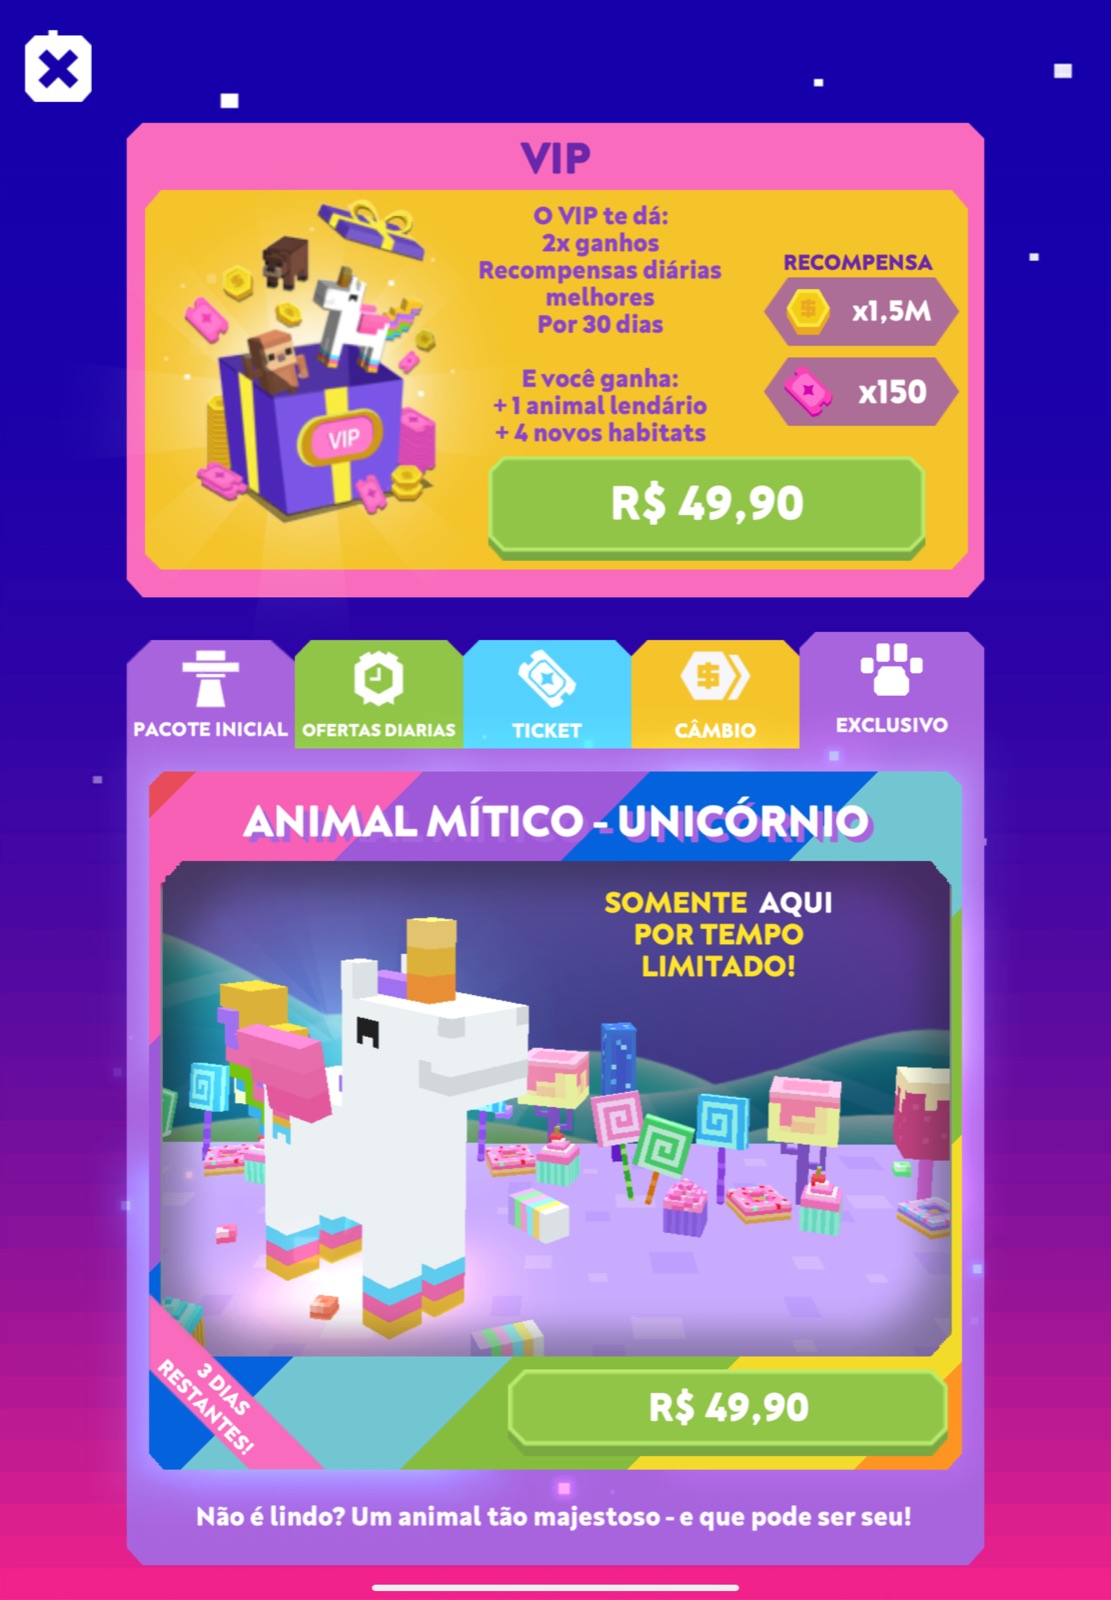 VIP
O VIP te dá:
2x ganhos
Recompensas diárias
melhores
Por 30 dias
E você ganha:
+ 1 animal lendário
+ 4 novos habitats
RECOMPENSA
x1,5M
x150
VIP
R$ 49,90
PACOTE INICIAL
OFERTAS DIARIAS
TICKET
CÂMBIO
EXCLUSIVO
ANIMAL MÍTICO - UNICÓRNIO
SOMENTE AQUI
POR TEMPO
LIMITADO!
3 DIAS
RESTANTES!
R$ 49,90
Não é lindo? Um animal tão majestoso - e que pode ser seu!